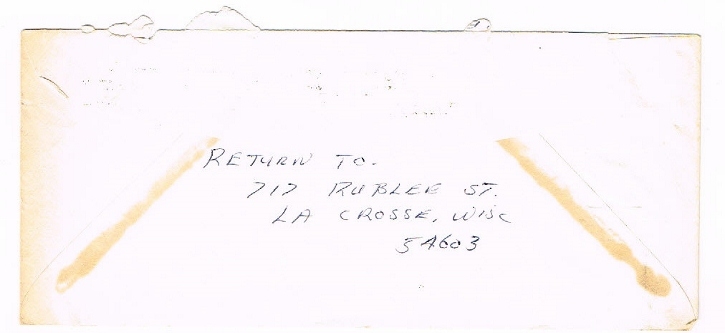 RETURN TO.
717 RUBLEE ST.
LA CROSSE, WISC
54603